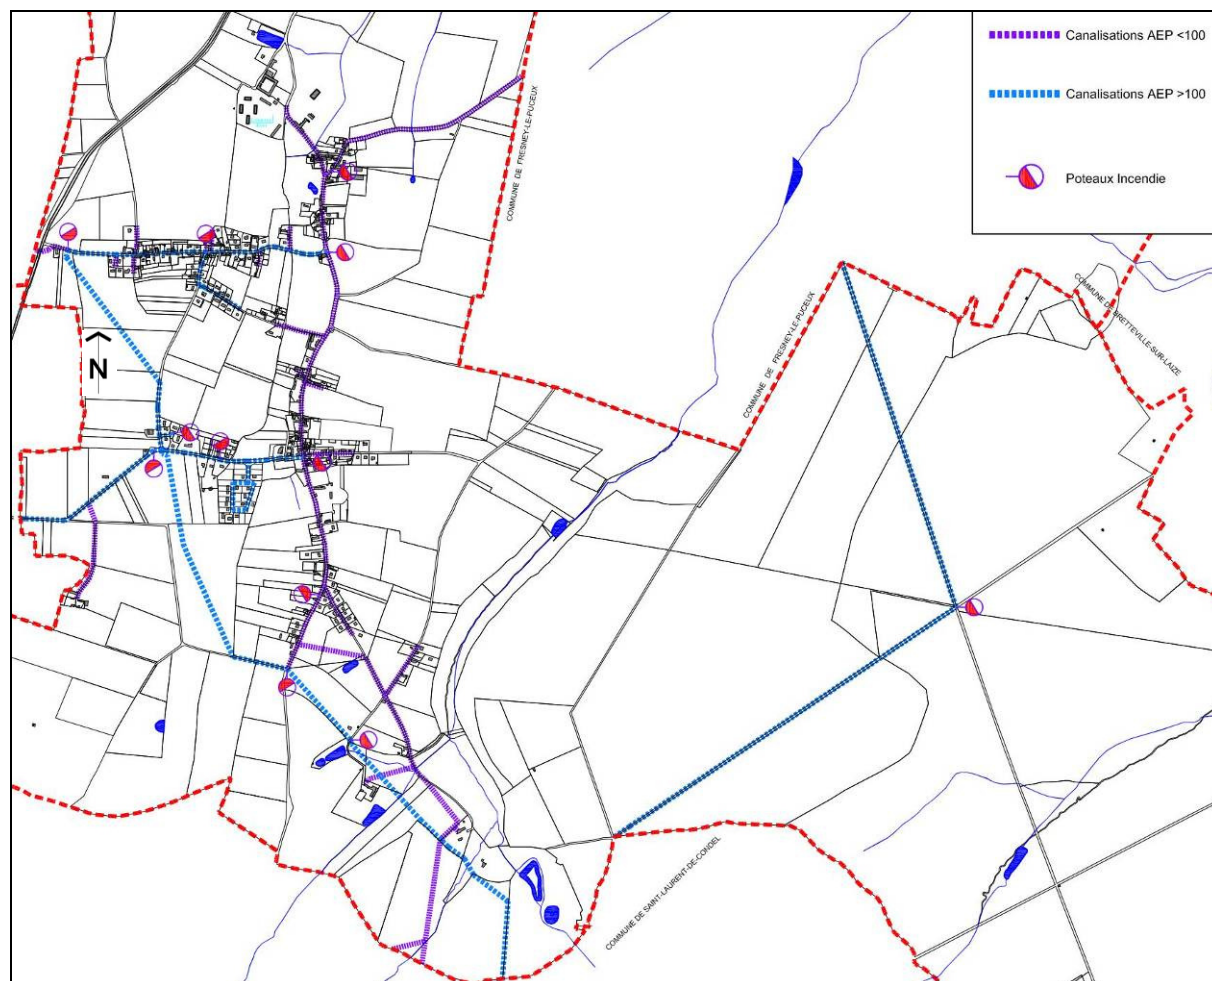 Canalisations AEP <100
Canalisations AEP >100
Poteaux Incendie
COMMUNE DE FRESNEY-LE-PUCEUX
N
COMMUNE DE FRESNEY-LE-PUCEUX
COMMUNE DE BRETTEVILLE-SUR-LAIZE
COMMUNE DE SAINT-LAURENT-DE-CONDEL